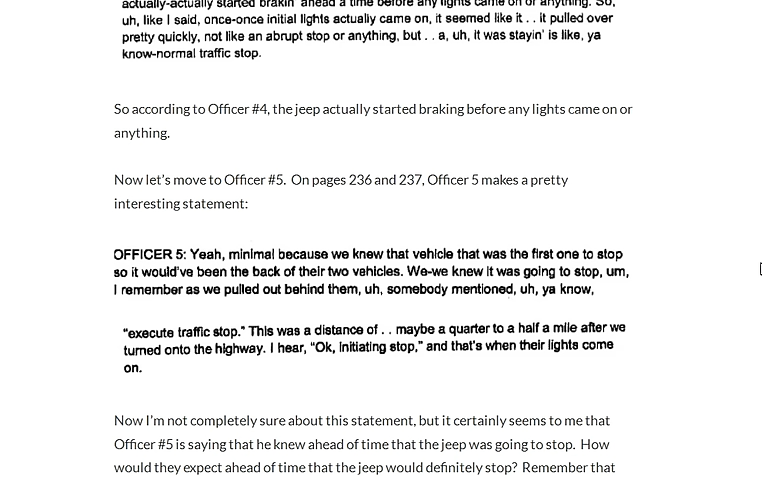 actually-actually started brakin' ahead a time before any lights came on or anything. So,
uh, like I said, once-once initial lights actually came on, it seemed like it . . it pulled over
pretty quickly, not like an abrupt stop or anything, but . . a, uh, it was stayin' is like, ya
know-normal traffic stop.
So according to Officer #4, the jeep actually started braking before any lights came on or
anything.
Now let's move to Officer #5.  On pages 236 and 237, Officer 5 makes a pretty
interesting statement:
OFFICER 5: Yeah, minimal because we knew that vehicle that was the first one to stop
so it would've been the back of their two vehicles. We-we knew it was going to stop, um,
I remember as we pulled out behind them, uh, somebody mentioned, uh, ya know,
"execute traffic stop." This was a distance of . . maybe a quarter to a half a mile after we
turned onto the highway. I hear, "Ok, initiating stop," and that's when their lights come
on.
Now I'm not completely sure about this statement, but it certainly seems to me that
Officer #5 is saying that he knew ahead of time that the jeep was going to stop.  How
would they expect ahead of time that the jeep would definitely stop?  Remember that